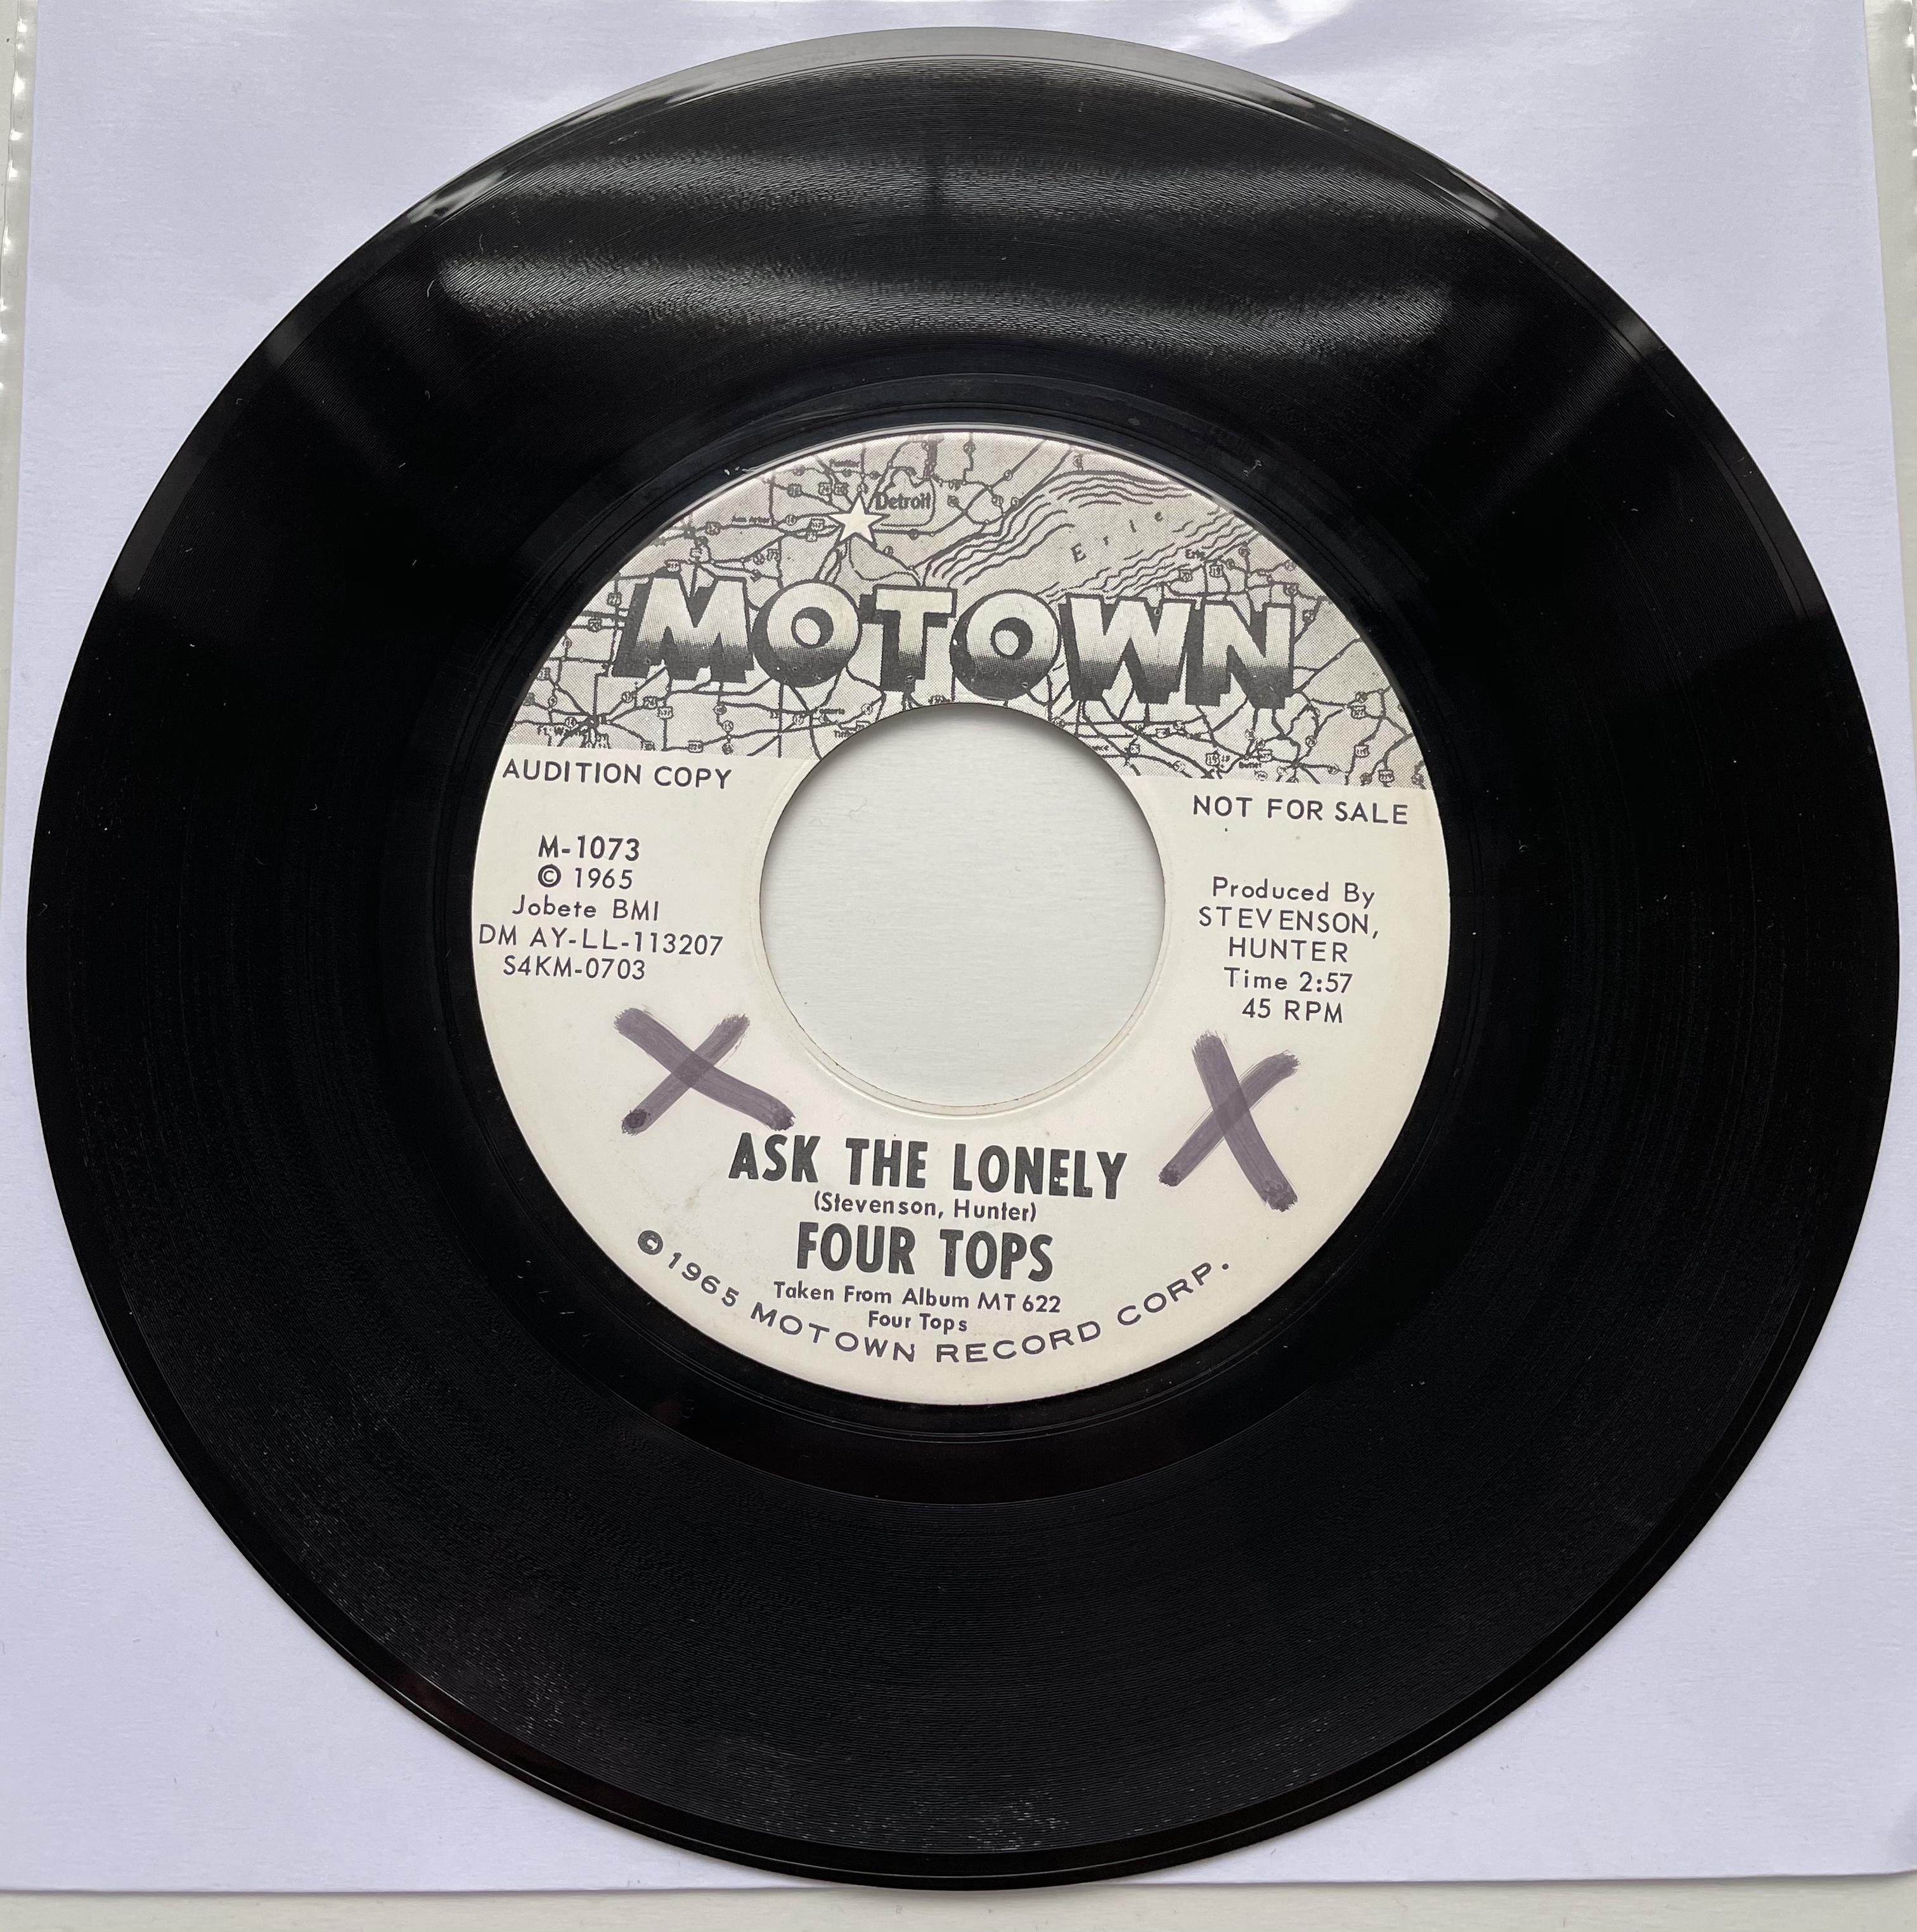 Detroit
Erie
MOTOWN
AUDITION COPY
NOT FOR SALE
M-1073
© 1965
Jobete BMI
DM AY-LL-113207
S4KM-0703
Produced By
STEVENSON,
HUNTER
Time 2:57
45 RPM
X
X
ASK THE LONELY
(Stevenson, Hunter)
FOUR TOPS
Taken From Album MT 622
Four Tops
© 1965 MOTOWN RECORD CORP.